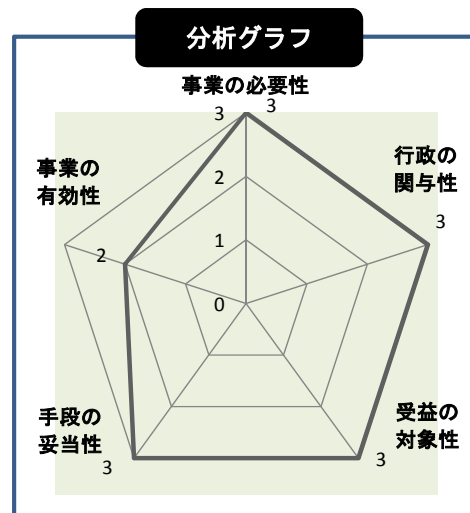 分析グラフ
事業の必要性
3
3
行政の
関与性
3
事業の
有効性
2
2
1
0
手段の
妥当性
3
受益の
対象性
3